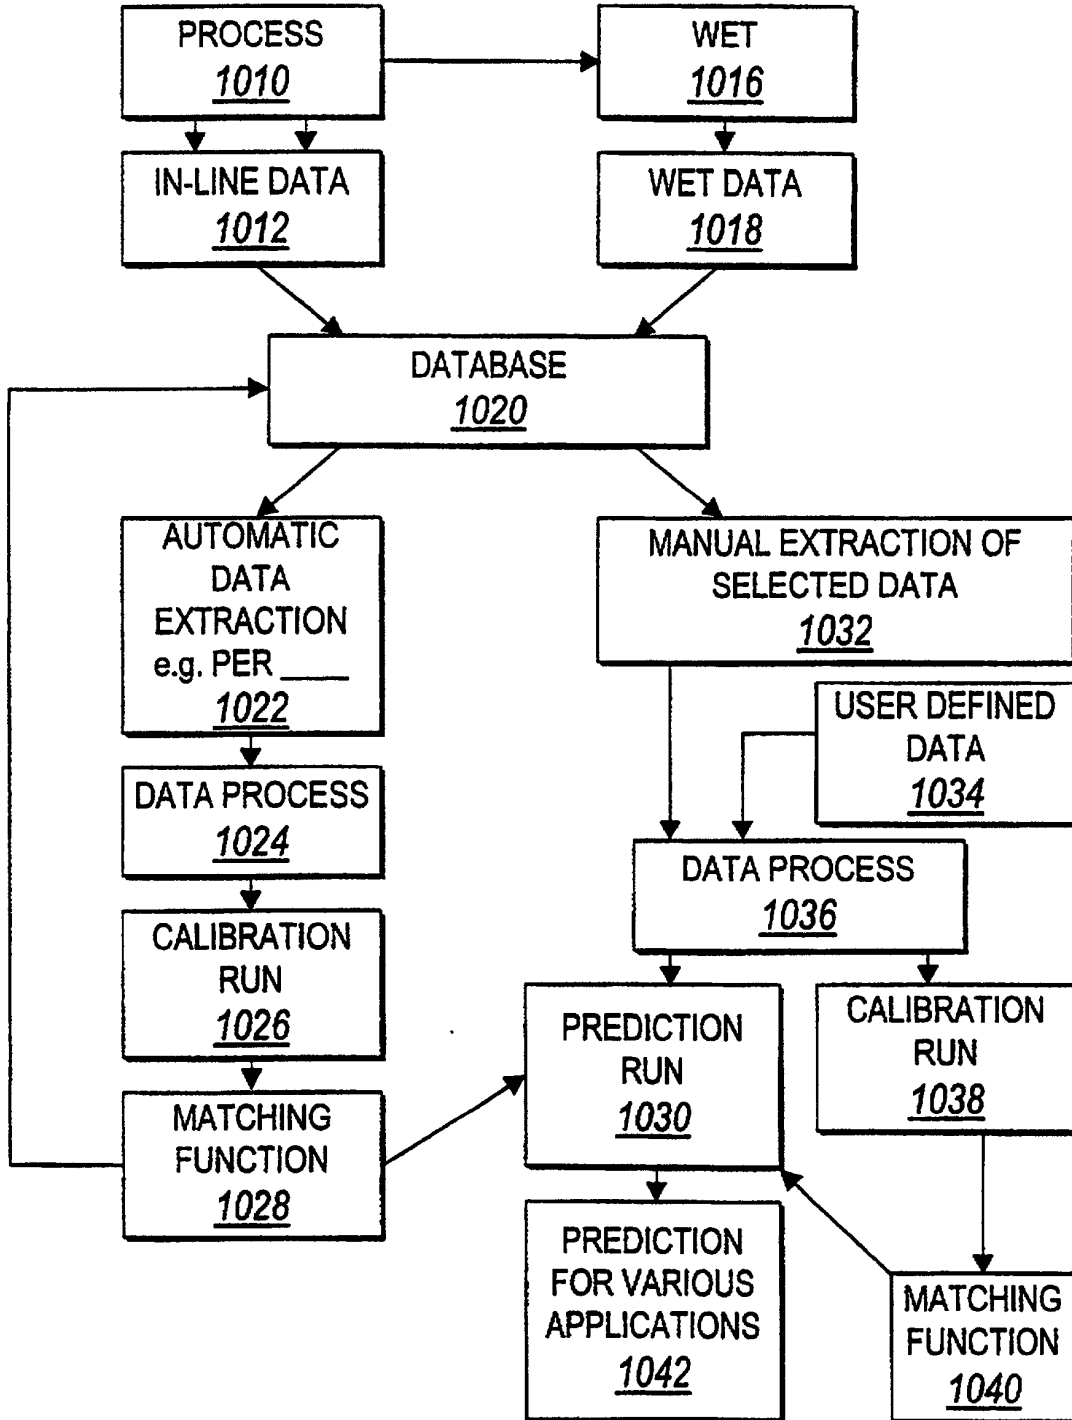 PROCESS
1010
WET
1016
IN-LINE DATA
1012
WET DATA
1018
DATABASE
1020
AUTOMATIC
DATA
EXTRACTION
e.g. PER ____
1022
MANUAL EXTRACTION OF
SELECTED DATA
1032
USER DEFINED
DATA
1034
DATA PROCESS
1024
DATA PROCESS
1036
CALIBRATION
RUN
1026
PREDICTION
RUN
1030
CALIBRATION
RUN
1038
MATCHING
FUNCTION
1028
PREDICTION
FOR VARIOUS
APPLICATIONS
1042
MATCHING
FUNCTION
1040